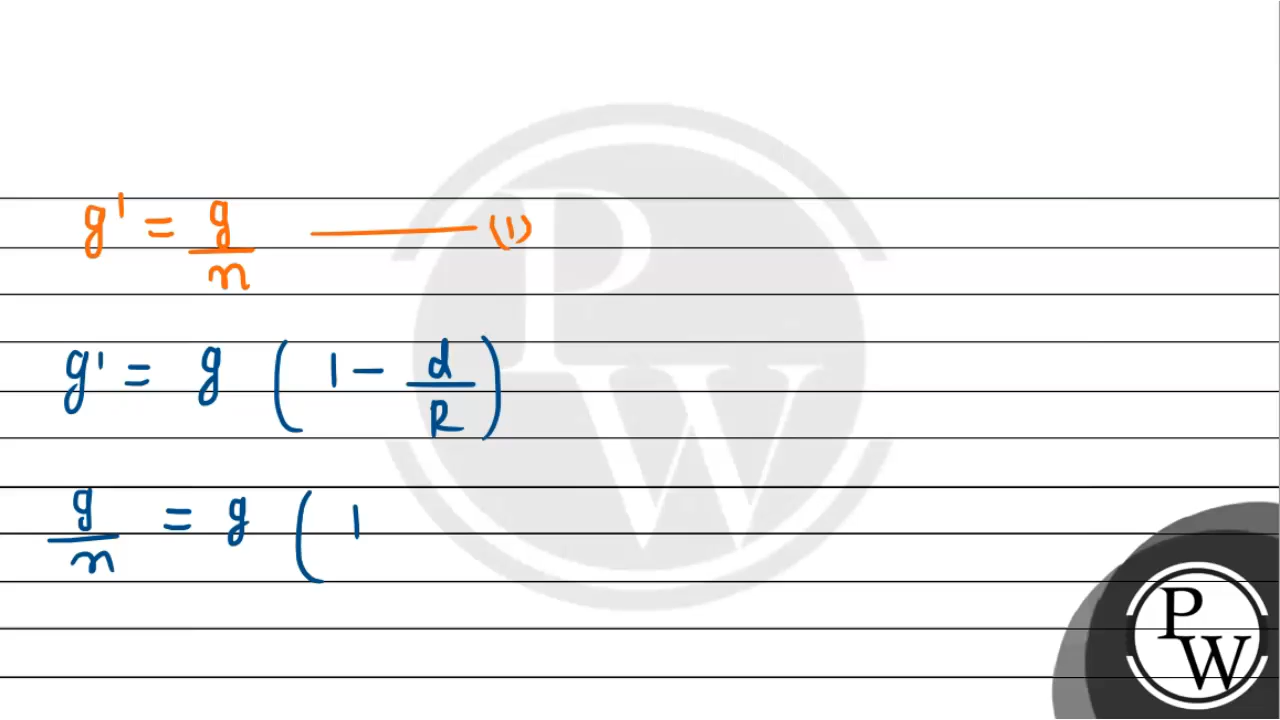 g' = g/n ——— (1)
g' = g ( 1 - d/R )
g/n = g ( 1
P
W
P
W